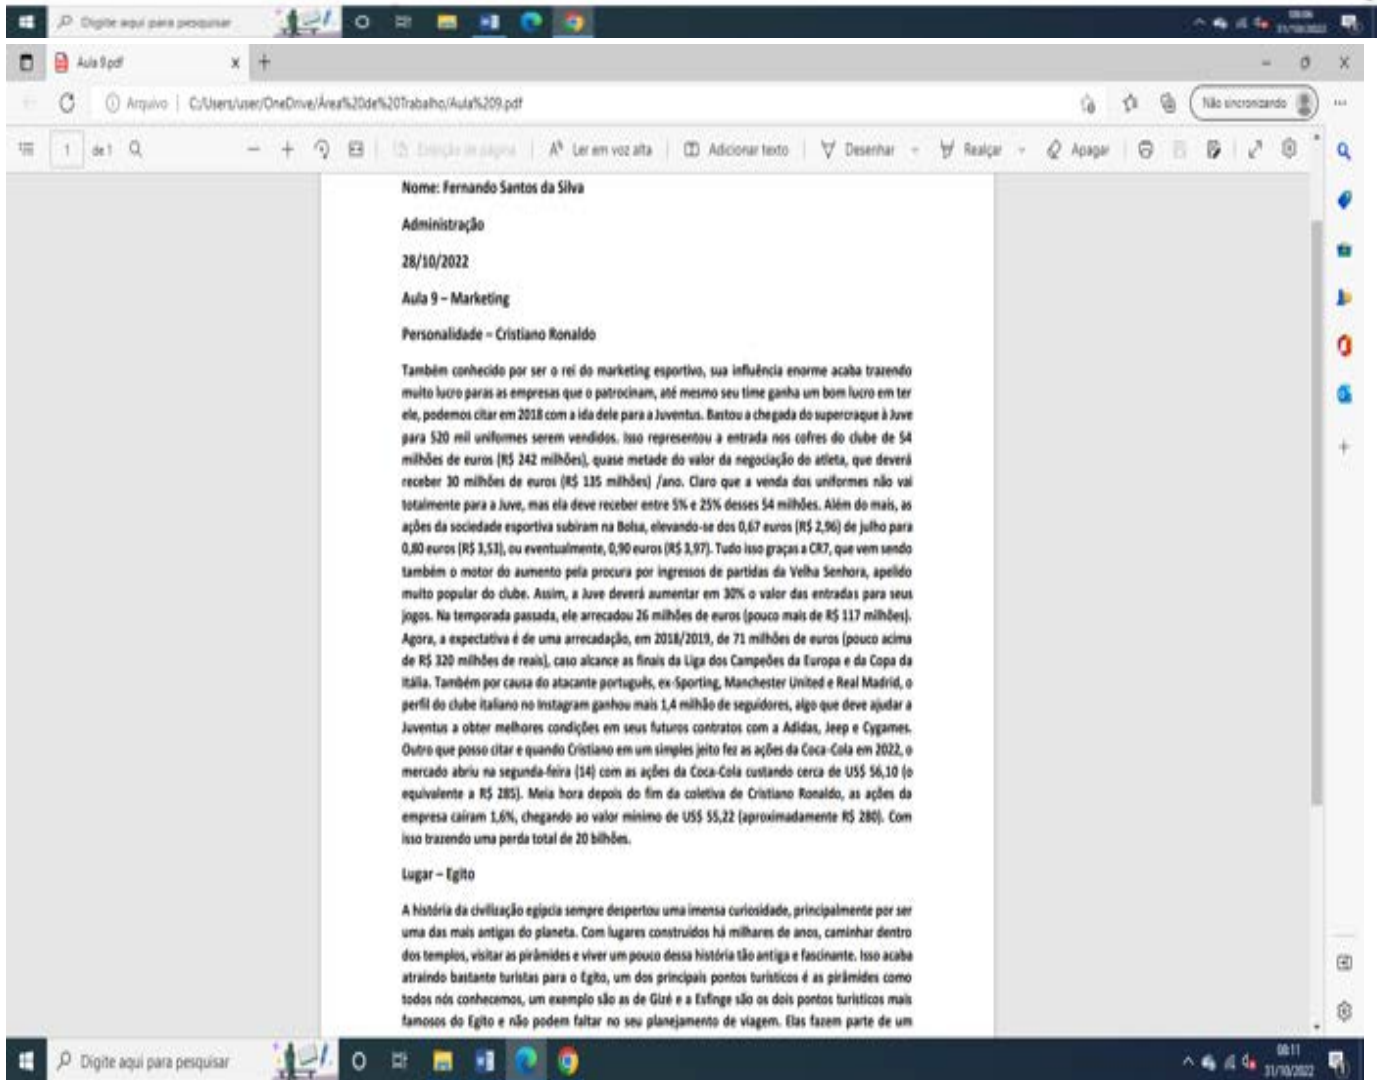 Digite aqui para pesquisar
31/10/2022
Aula 9.pdf
Arquivo | C:/Users/user/OneDrive/Área%20de%20Trabalho/Aula%209.pdf
Não sincronizando
1 de 1
Ler em voz alta
Adicionar texto
Desenhar
Realçar
Apagar
Nome: Fernando Santos da Silva
Administração
28/10/2022
Aula 9 – Marketing
Personalidade – Cristiano Ronaldo
Também conhecido por ser o rei do marketing esportivo, sua influência enorme acaba trazendo
muito lucro paras as empresas que o patrocinam, até mesmo seu time ganha um bom lucro em ter
ele, podemos citar em 2018 com a ida dele para a Juventus. Bastou a chegada do supercraque à Juve
para 520 mil uniformes serem vendidos. Isso representou a entrada nos cofres do clube de 54
milhões de euros (R$ 242 milhões), quase metade do valor da negociação do atleta, que deverá
receber 30 milhões de euros (R$ 135 milhões) /ano. Claro que a venda dos uniformes não vai
totalmente para a Juve, mas ela deve receber entre 5% e 25% desses 54 milhões. Além do mais, as
ações da sociedade esportiva subiram na Bolsa, elevando-se dos 0,67 euros (R$ 2,96) de julho para
0,80 euros (R$ 3,53), ou eventualmente, 0,90 euros (R$ 3,97). Tudo isso graças a CR7, que vem sendo
também o motor do aumento pela procura por ingressos de partidas da Velha Senhora, apelido
muito popular do clube. Assim, a Juve deverá aumentar em 30% o valor das entradas para seus
jogos. Na temporada passada, ele arrecadou 26 milhões de euros (pouco mais de R$ 117 milhões).
Agora, a expectativa é de uma arrecadação, em 2018/2019, de 71 milhões de euros (pouco acima
de R$ 320 milhões de reais), caso alcance as finais da Liga dos Campeões da Europa e da Copa da
Itália. Também por causa do atacante português, ex-Sporting, Manchester United e Real Madrid, o
perfil do clube italiano no Instagram ganhou mais 1,4 milhão de seguidores, algo que deve ajudar a
Juventus a obter melhores condições em seus futuros contratos com a Adidas, Jeep e Cygames.
Outro que posso citar e quando Cristiano em um simples jeito fez as ações da Coca-Cola em 2022, o
mercado abriu na segunda-feira (14) com as ações da Coca-Cola custando cerca de US$ 56,10 (o
equivalente a R$ 285). Meia hora depois do fim da coletiva de Cristiano Ronaldo, as ações da
empresa caíram 1,6%, chegando ao valor mínimo de US$ 55,22 (aproximadamente R$ 280). Com
isso trazendo uma perda total de 20 bilhões.
Lugar – Egito
A história da civilização egípcia sempre despertou uma imensa curiosidade, principalmente por ser
uma das mais antigas do planeta. Com lugares construídos há milhares de anos, caminhar dentro
dos templos, visitar as pirâmides e viver um pouco dessa história tão antiga e fascinante. Isso acaba
atraindo bastante turistas para o Egito, um dos principais pontos turísticos é as pirâmides como
todos nós conhecemos, um exemplo são as de Gizé e a Esfinge são os dois pontos turísticos mais
famosos do Egito e não podem faltar no seu planejamento de viagem. Elas fazem parte de um
Digite aqui para pesquisar
08:11
31/10/2022